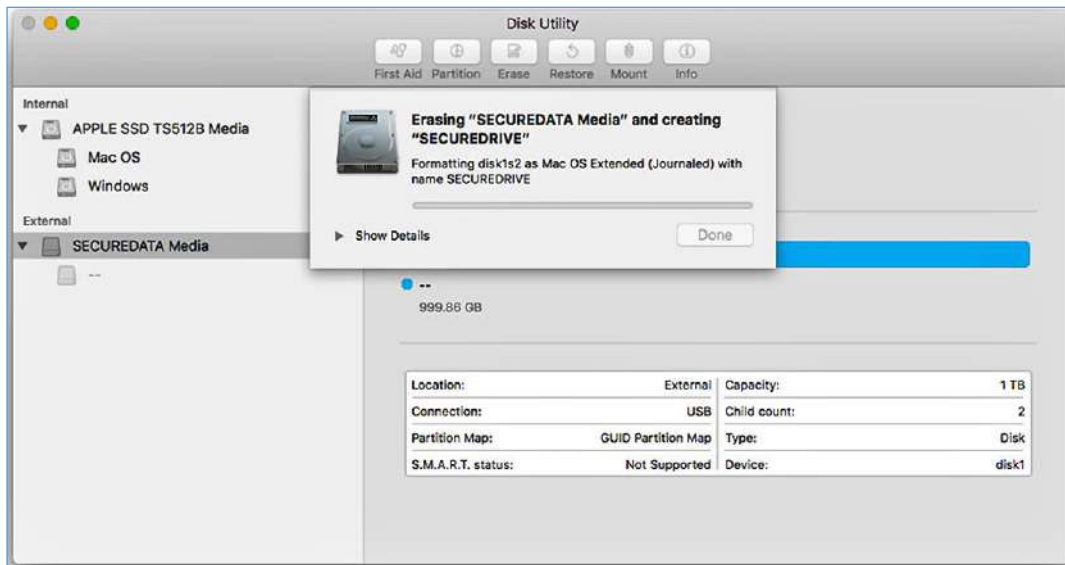 Disk Utility
First Aid Partition Erase Restore Mount Info
Internal
APPLE SSD TS512B Media
Mac OS
Windows
External
SECUREDATA Media
--
Erasing "SECUREDATA Media" and creating
"SECUREDRIVE"
Formatting disk1s2 as Mac OS Extended (Journaled) with
name SECUREDRIVE
Show Details
Done
--
999.86 GB
Location: External Capacity: 1 TB
Connection: USB Child count: 2
Partition Map: GUID Partition Map Type: Disk
S.M.A.R.T. status: Not Supported Device: disk1